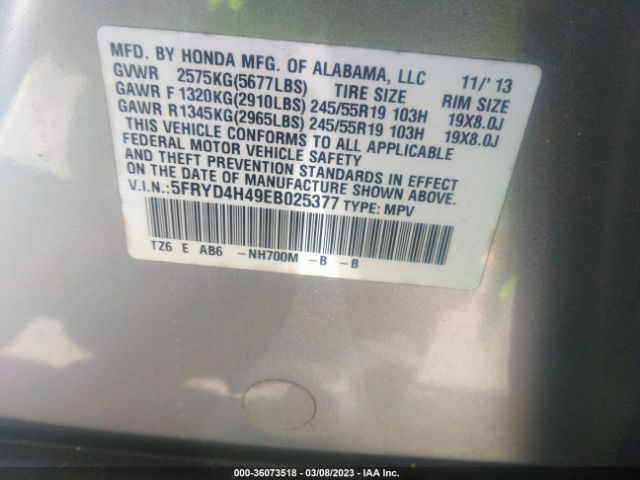 MFD. BY HONDA MFG. OF ALABAMA, LLC 11/' 13
GVWR 2575KG(5677LBS) TIRE SIZE RIM SIZE
GAWR F 1320KG(2910LBS) 245/55R19 103H 19X8.0J
GAWR R 1345KG(2965LBS) 245/55R19 103H 19X8.0J
THIS VEHICLE CONFORMS TO ALL APPLICABLE
FEDERAL MOTOR VEHICLE SAFETY
AND THEFT PREVENTION STANDARDS IN EFFECT
ON THE DATE OF MANUFACTURE SHOWN ABOVE.
V.I.N.:5FRYD4H49EB025377 TYPE: MPV
TZ6 E AB6 -NH700M -B -B
000-36073518 | 03/08/2023 | IAA Inc.